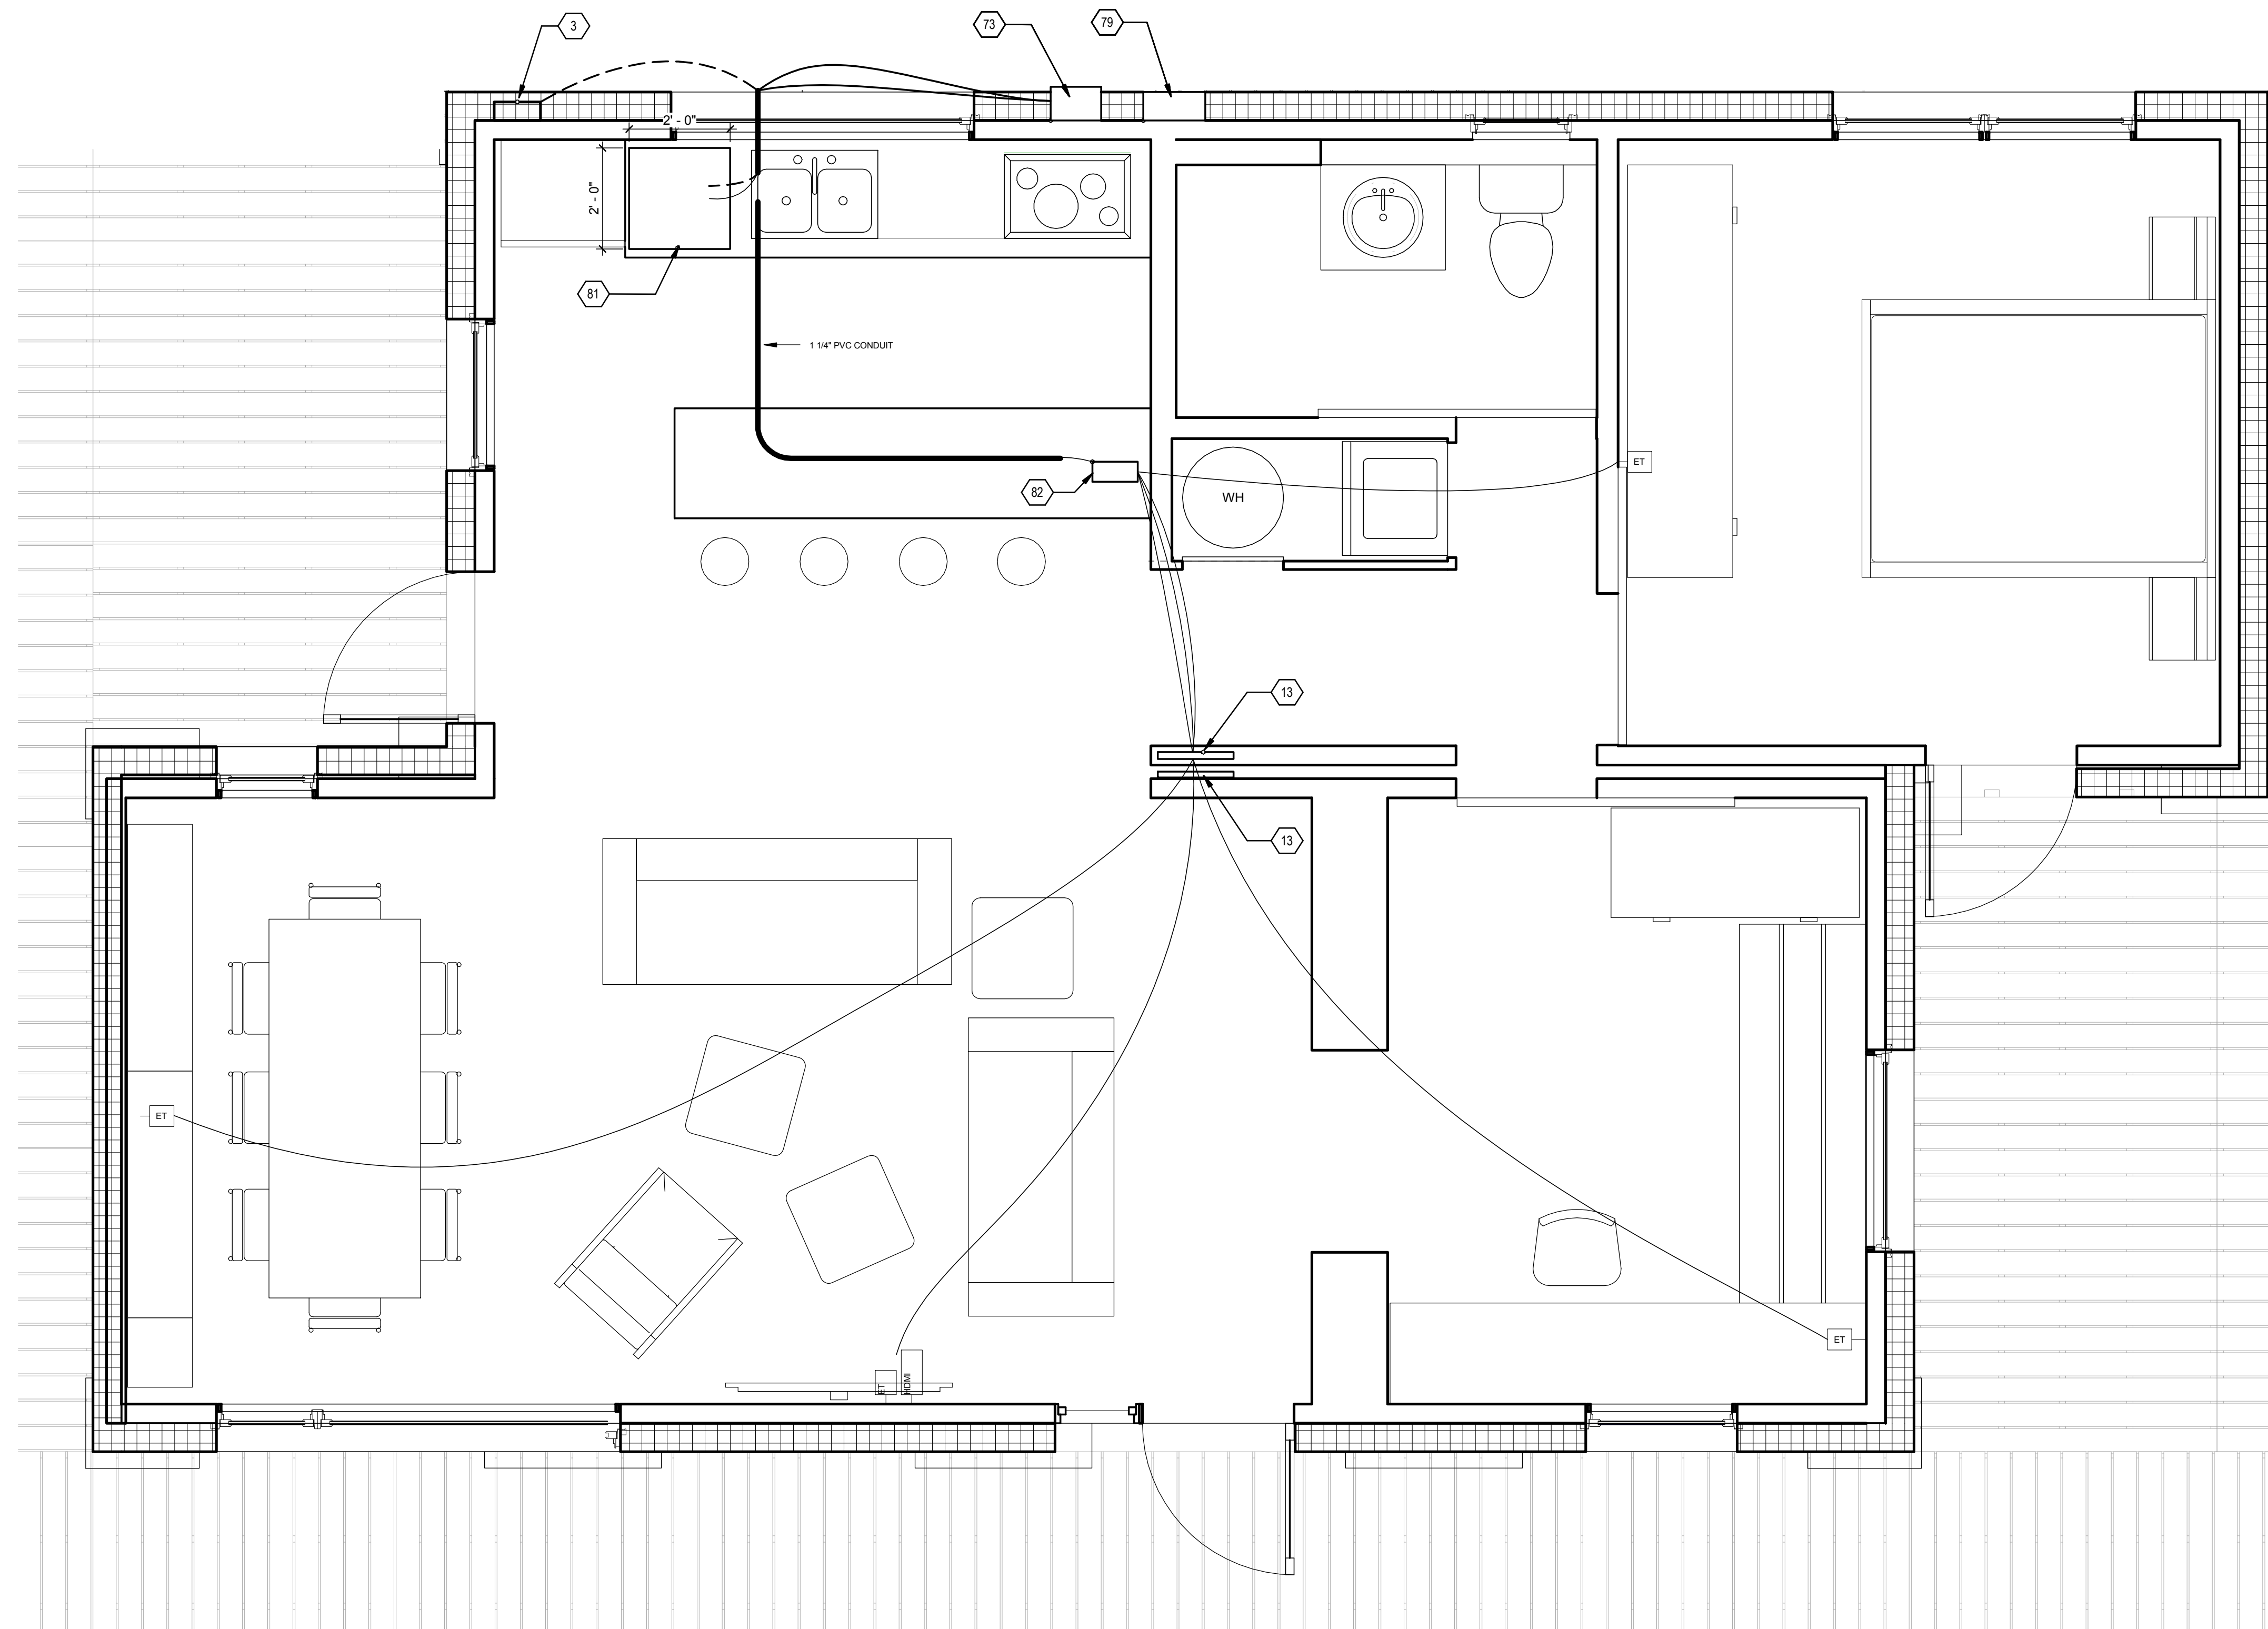 3
73
79
2' - 0"
2' - 0"
81
1 1/4" PVC CONDUIT
ET
82
WH
13
13
ET
ET
ET
HDMI